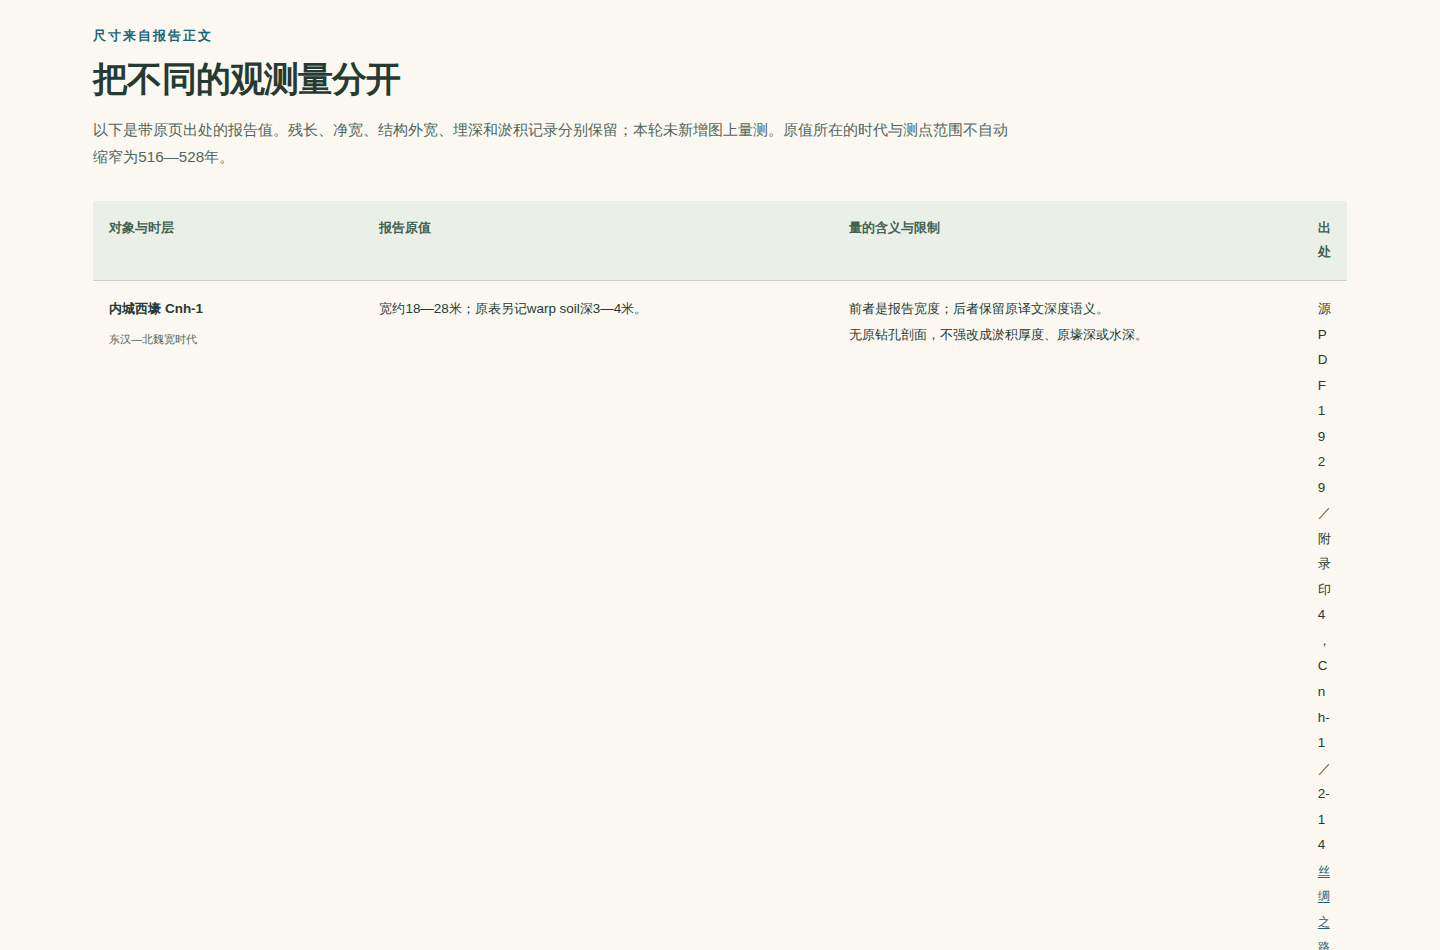 尺寸来自报告正文
把不同的观测量分开
以下是带原页出处的报告值。残长、净宽、结构外宽、埋深和淤积记录分别保留；本轮未新增图上量测。原值所在的时代与测点范围不自动
缩窄为516—528年。
对象与时层
报告原值
量的含义与限制
出
处
内城西壕 Cnh-1
东汉—北魏宽时代
宽约18—28米；原表另记warp soil深3—4米。
前者是报告宽度；后者保留原译文深度语义。
无原钻孔剖面，不强改成淤积厚度、原壕深或水深。
源
P
D
F
1
9
2
9
／
附
录
印
4
，
C
n
h-
1
／
2-
1
4
丝
绸
之
路